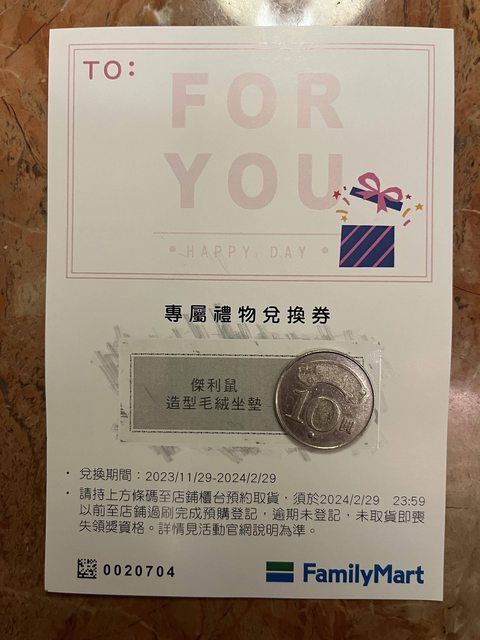 TO:
FOR
YOU
• HAPPY DAY •
專屬禮物兌換券
傑利鼠
造型毛絨坐墊
10
圓
• 兌換期間：2023/11/29-2024/2/29
• 請持上方條碼至店鋪櫃台預約取貨，須於2024/2/29 23:59
以前至店鋪過刷完成預購登記，逾期未登記，未取貨即喪
失領獎資格。詳情見活動官網說明為準。
0020704
FamilyMart